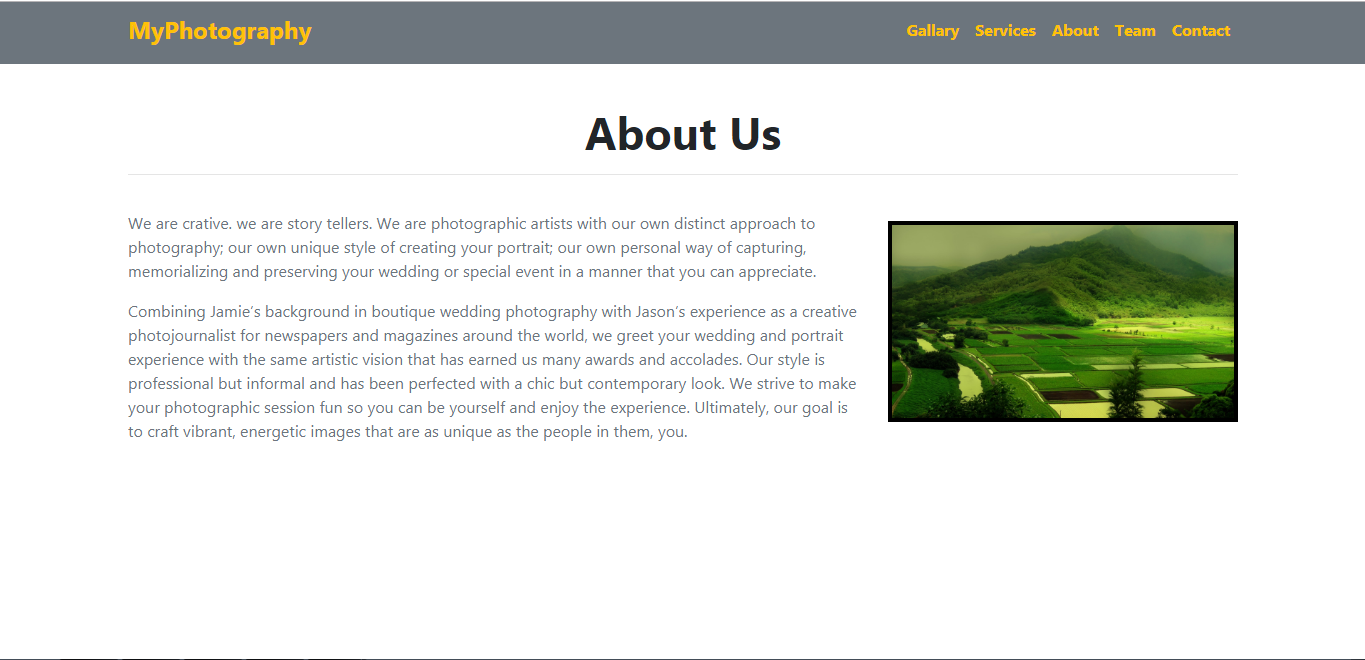 MyPhotography
Gallary Services About Team Contact
About Us
We are crative. we are story tellers. We are photographic artists with our own distinct approach to
photography; our own unique style of creating your portrait; our own personal way of capturing,
memorializing and preserving your wedding or special event in a manner that you can appreciate.
Combining Jamie’s background in boutique wedding photography with Jason’s experience as a creative
photojournalist for newspapers and magazines around the world, we greet your wedding and portrait
experience with the same artistic vision that has earned us many awards and accolades. Our style is
professional but informal and has been perfected with a chic but contemporary look. We strive to make
your photographic session fun so you can be yourself and enjoy the experience. Ultimately, our goal is
to craft vibrant, energetic images that are as unique as the people in them, you.